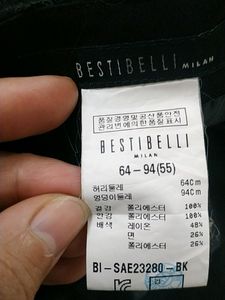 BESTIBELLI MILAN
품질경영및공산품안전
관리법에의한품질표시
BESTIBELLI
MILAN
64-94(55)
허리둘레 64Cm
엉덩이둘레 94Cm
겉감 폴리에스터 100%
안감 폴리에스터 100%
배색 레이온 48%
면 26%
폴리에스터 26%
BI-SAE23280-BK